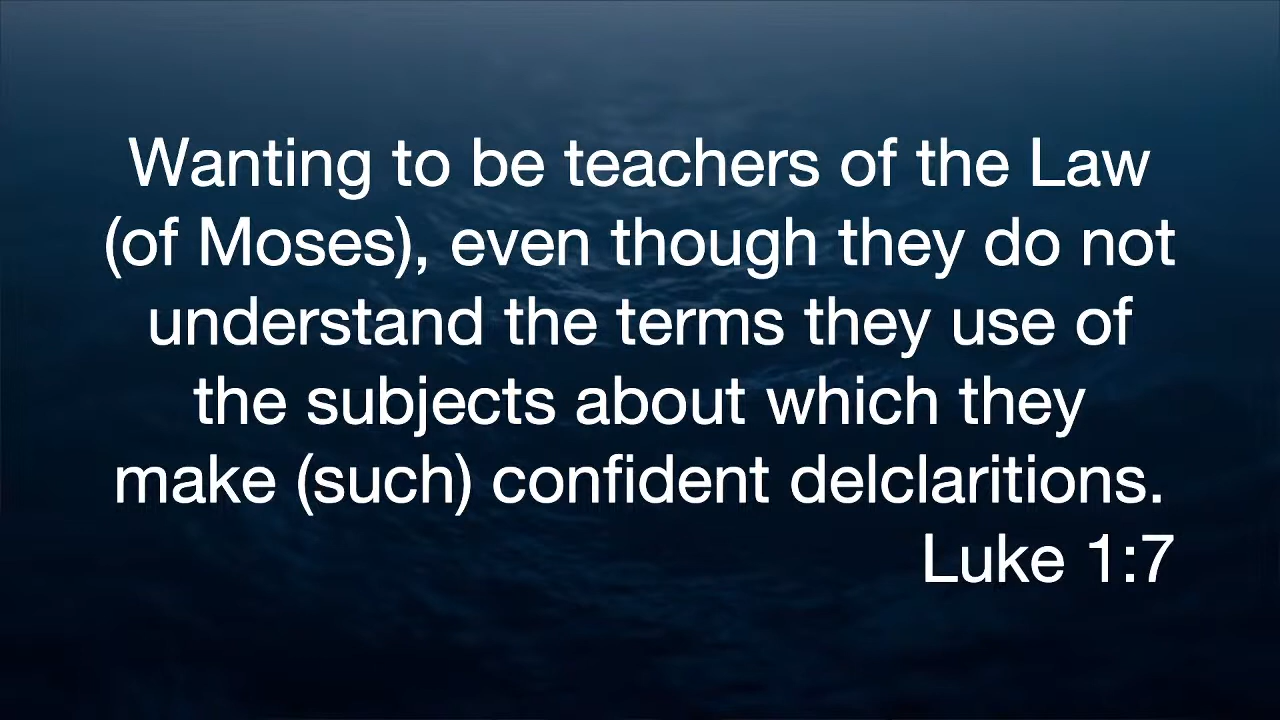 Wanting to be teachers of the Law
(of Moses), even though they do not
understand the terms they use of
the subjects about which they
make (such) confident delclaritions.
Luke 1:7